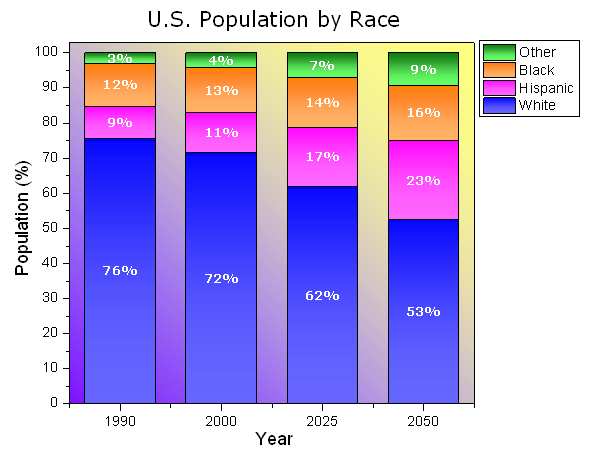 U.S. Population by Race
Other
Black
Hispanic
White
Population (%)
100
90
80
70
60
50
40
30
20
10
0
3% 4% 7% 9%
12% 13% 14% 16%
9% 11% 17% 23%
76% 72% 62% 53%
1990 2000 2025 2050
Year